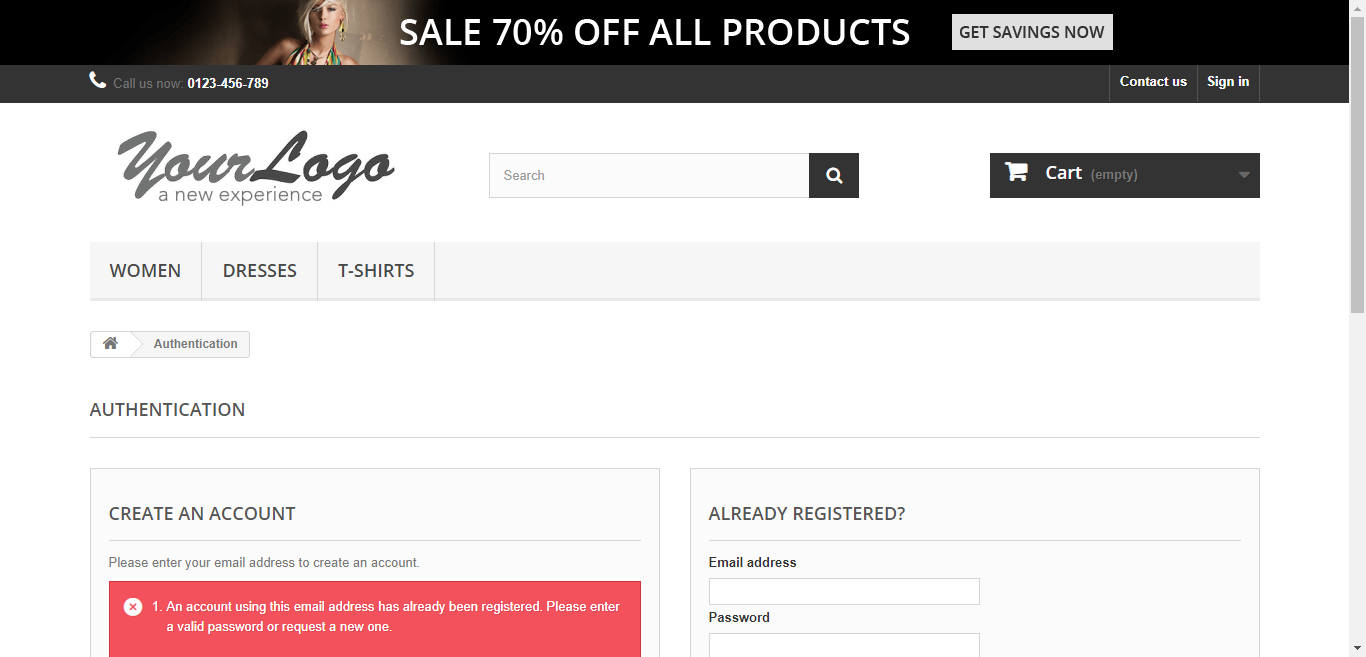 SALE 70% OFF ALL PRODUCTS
GET SAVINGS NOW
Call us now: 0123-456-789
Contact us
Sign in
YourLogo
a new experience
Search
Cart (empty)
WOMEN
DRESSES
T-SHIRTS
Authentication
AUTHENTICATION
CREATE AN ACCOUNT
Please enter your email address to create an account.
1. An account using this email address has already been registered. Please enter
a valid password or request a new one.
ALREADY REGISTERED?
Email address
Password